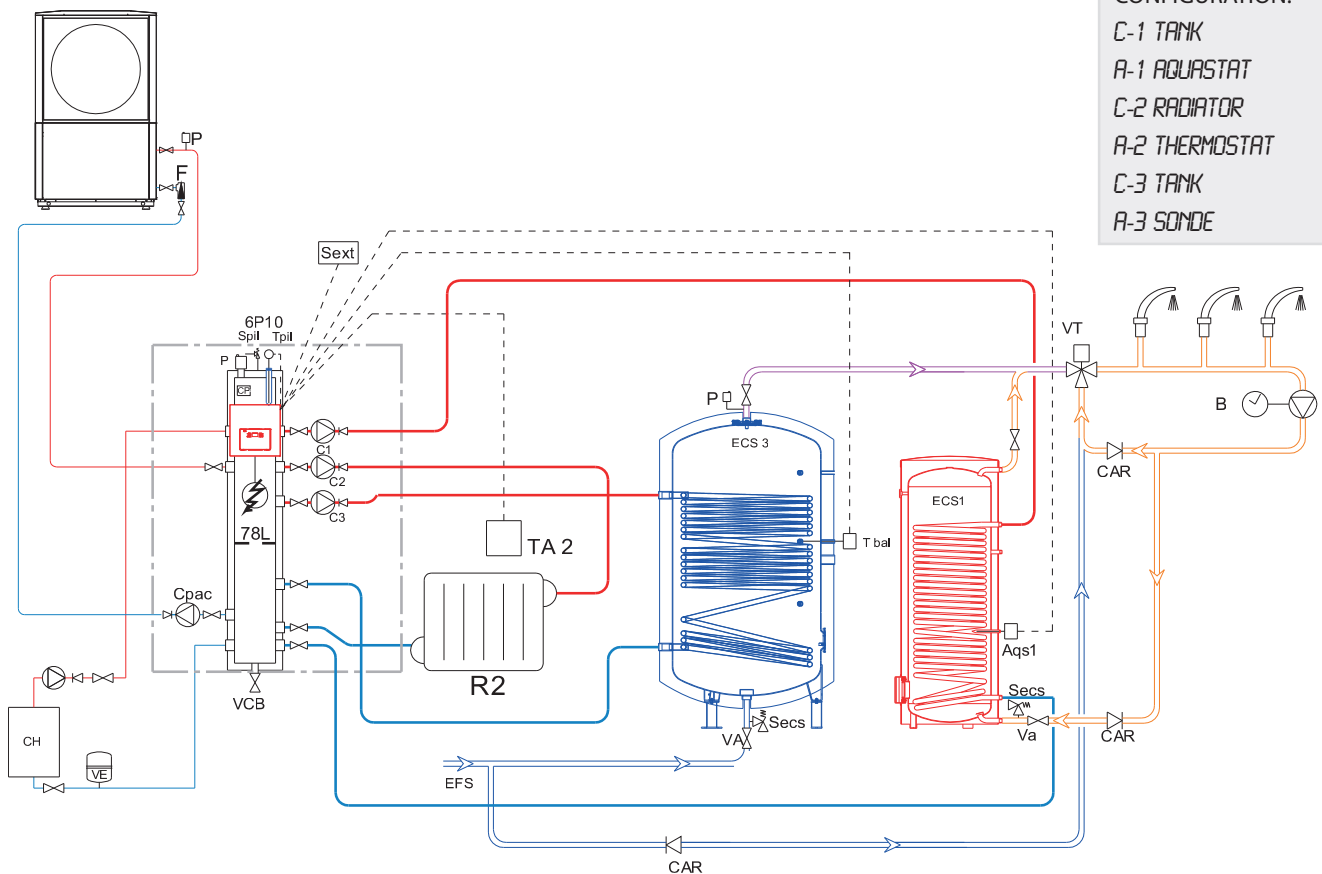 CONFIGURATION:
C-1 TANK
A-1 AQUASTAT
C-2 RADIATOR
A-2 THERMOSTAT
C-3 TANK
A-3 SONDE
P
F
Sext
6P10
Spil Tpil
P
CP
C1
C2
C3
78L
TA 2
Cpac
R2
VCB
CH
VE
P
ECS 3
T bal
VA
Secs
EFS
ECS1
Aqs1
Secs
Va
VT
B
CAR
CAR
CAR